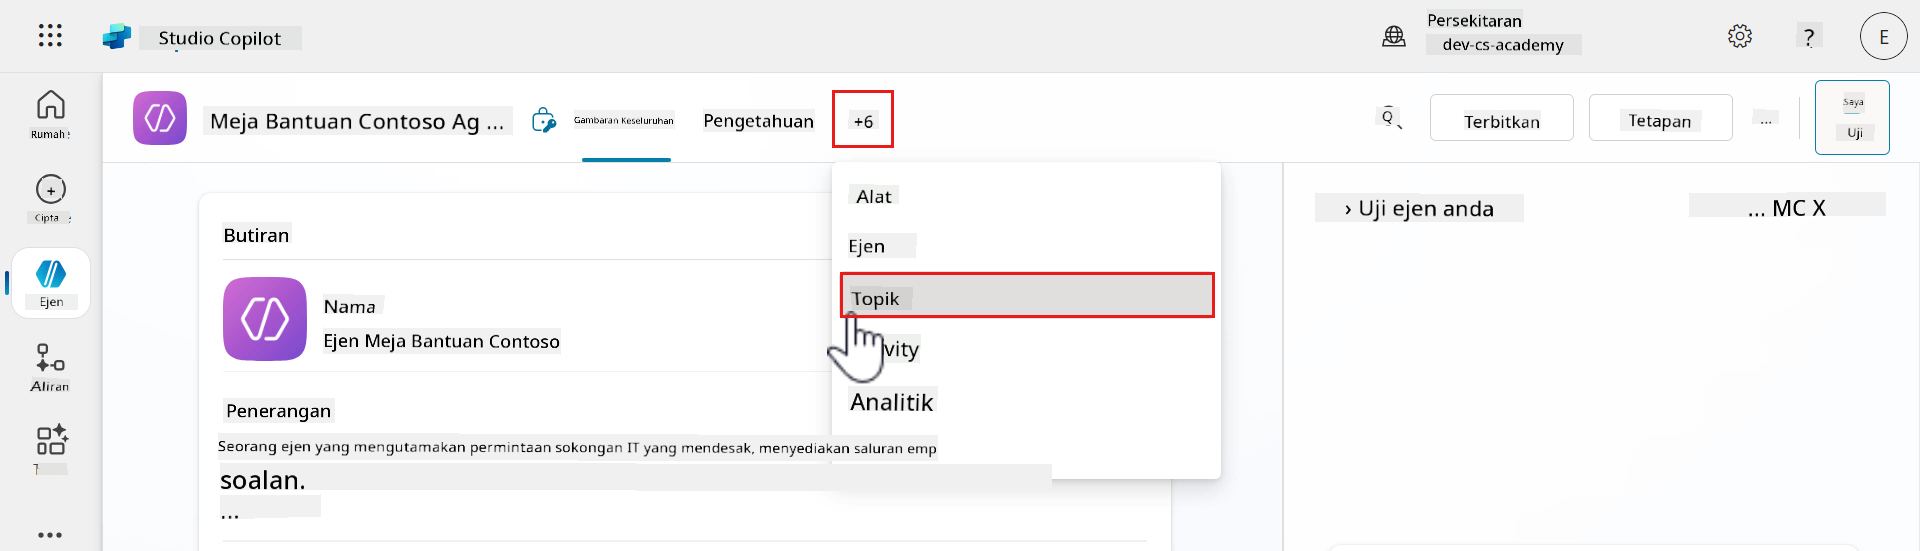 Studio Copilot
Persekitaran
dev-cs-academy
?
E
Rumah
Meja Bantuan Contoso Ag ...
Gambaran Keseluruhan
Pengetahuan
+6
Terbitkan
Tetapan
...
Saya
Uji
Cipta
Ejen
Aliran
...
Butiran
Nama
Ejen Meja Bantuan Contoso
Penerangan
Seorang ejen yang mengutamakan permintaan sokongan IT yang mendesak, menyediakan saluran emp
soalan.
...
Alat
Ejen
Topik
vity
Analitik
› Uji ejen anda
... MC X